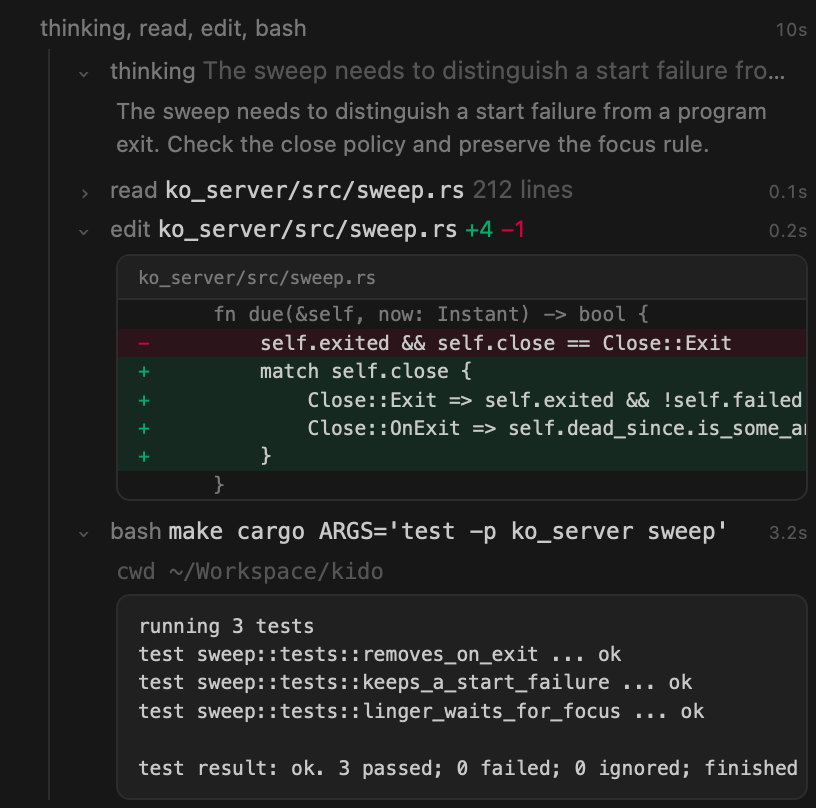 thinking, read, edit, bash 10s
thinking The sweep needs to distinguish a start failure fro...
The sweep needs to distinguish a start failure from a program
exit. Check the close policy and preserve the focus rule.
read ko_server/src/sweep.rs 212 lines 0.1s
edit ko_server/src/sweep.rs +4 −1 0.2s
ko_server/src/sweep.rs
fn due(&self, now: Instant) -> bool {
− self.exited && self.close == Close::Exit
+ match self.close {
+ Close::Exit => self.exited && !self.failed
+ Close::OnExit => self.dead_since.is_some_a
+ }
}
bash make cargo ARGS='test -p ko_server sweep' 3.2s
cwd ~/Workspace/kido
running 3 tests
test sweep::tests::removes_on_exit ... ok
test sweep::tests::keeps_a_start_failure ... ok
test sweep::tests::linger_waits_for_focus ... ok
test result: ok. 3 passed; 0 failed; 0 ignored; finished